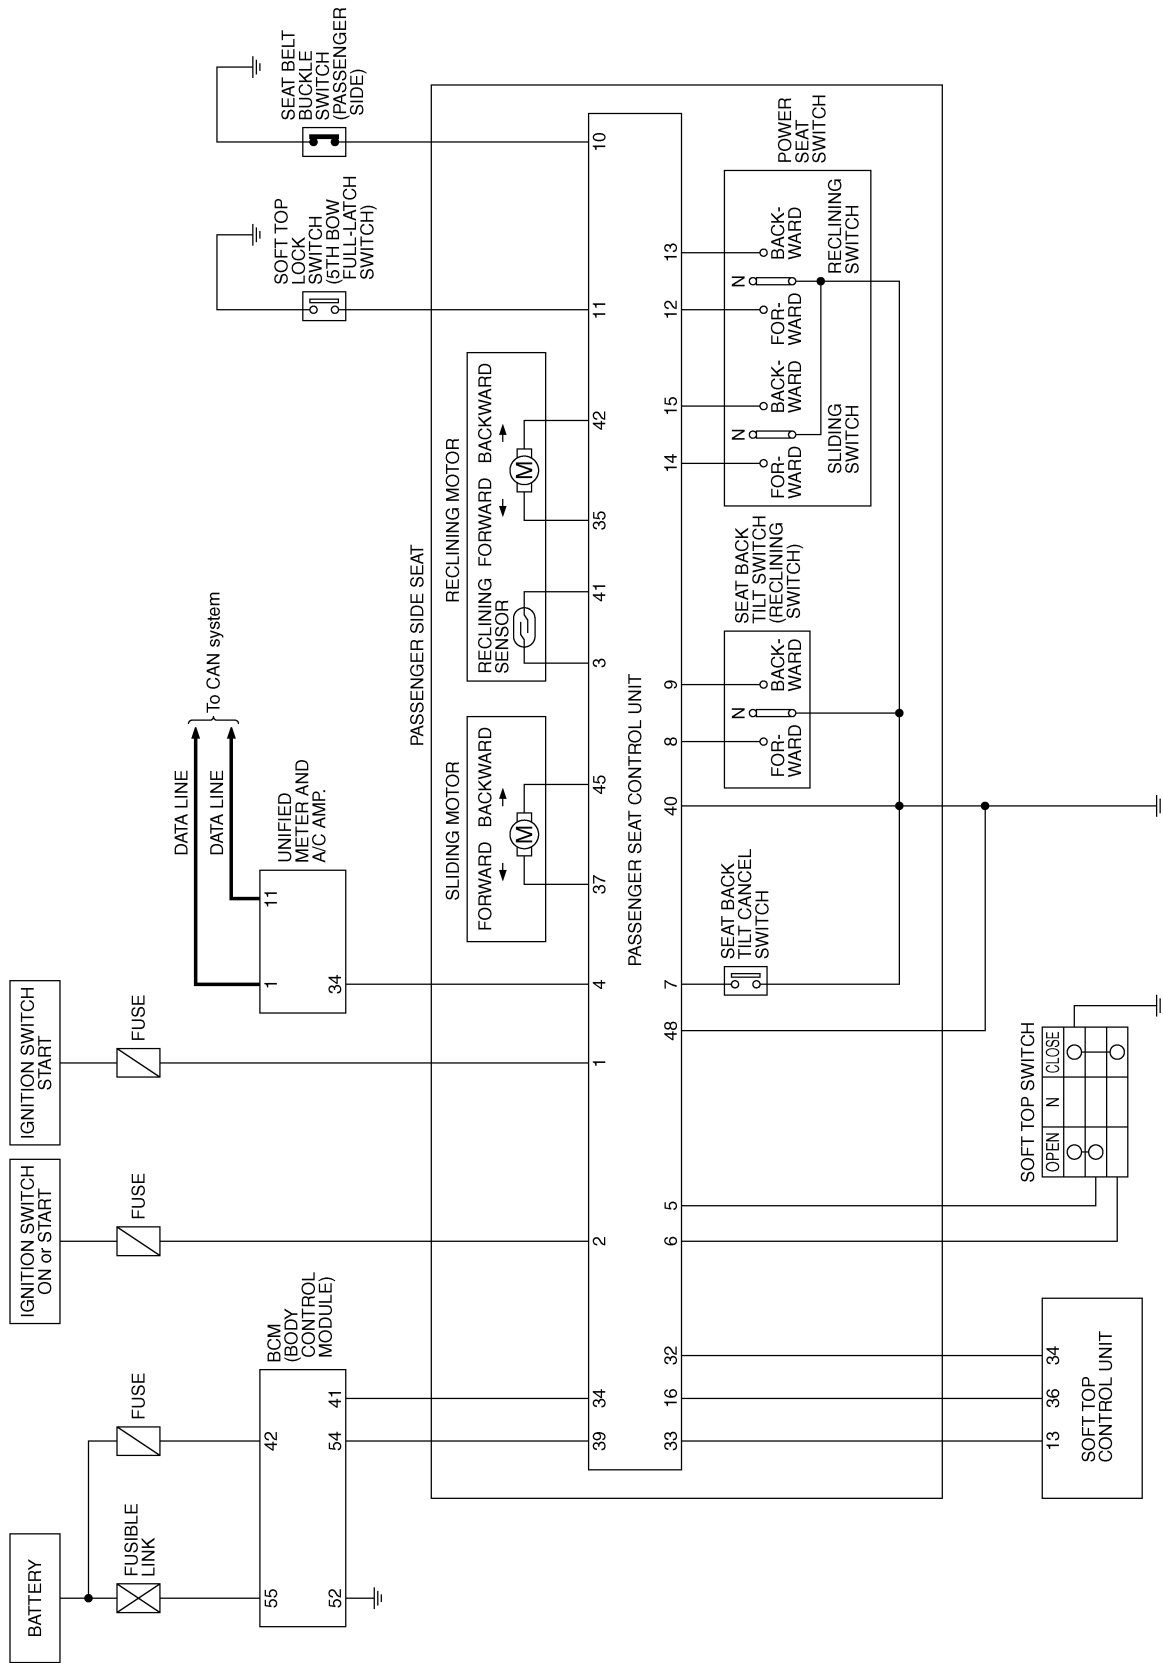 BATTERY
IGNITION SWITCH
ON or START
IGNITION SWITCH
START
FUSIBLE
LINK
FUSE
FUSE
FUSE
55
42
52
54
41
BCM
(BODY
CONTROL
MODULE)
DATA LINE
DATA LINE
To CAN system
1
11
34
UNIFIED
METER AND
A/C AMP.
SOFT TOP
LOCK
SWITCH
(5TH BOW
FULL-LATCH
SWITCH)
SEAT BELT
BUCKLE
SWITCH
(PASSENGER
SIDE)
PASSENGER SIDE SEAT
SLIDING MOTOR
FORWARD
BACKWARD
M
RECLINING MOTOR
RECLINING
SENSOR
FORWARD
BACKWARD
M
39
34
2
1
4
37
45
3
41
35
42
11
10
PASSENGER SEAT CONTROL UNIT
33
16
32
6
5
48
7
40
8
9
14
15
12
13
SEAT BACK
TILT CANCEL
SWITCH
SEAT BACK
TILT SWITCH
(RECLINING
SWITCH)
N
FOR-
WARD
BACK-
WARD
POWER
SEAT
SWITCH
N
FOR-
WARD
BACK-
WARD
SLIDING
SWITCH
N
FOR-
WARD
BACK-
WARD
RECLINING
SWITCH
SOFT TOP SWITCH
OPEN
N
CLOSE
13
36
34
SOFT TOP
CONTROL UNIT